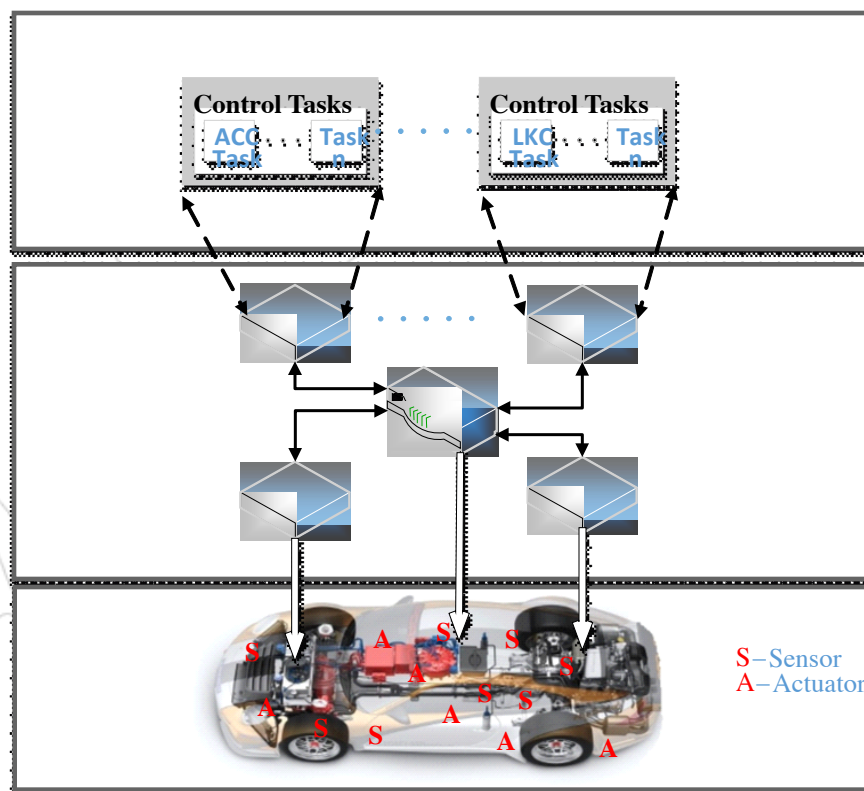 Control Tasks
Control Tasks
ACC
Task
Task
n
LKC
Task
Task
n
S
A
S
S
S
A
S
S
S–Sensor
A–Actuator
A
A
S
S
A
A